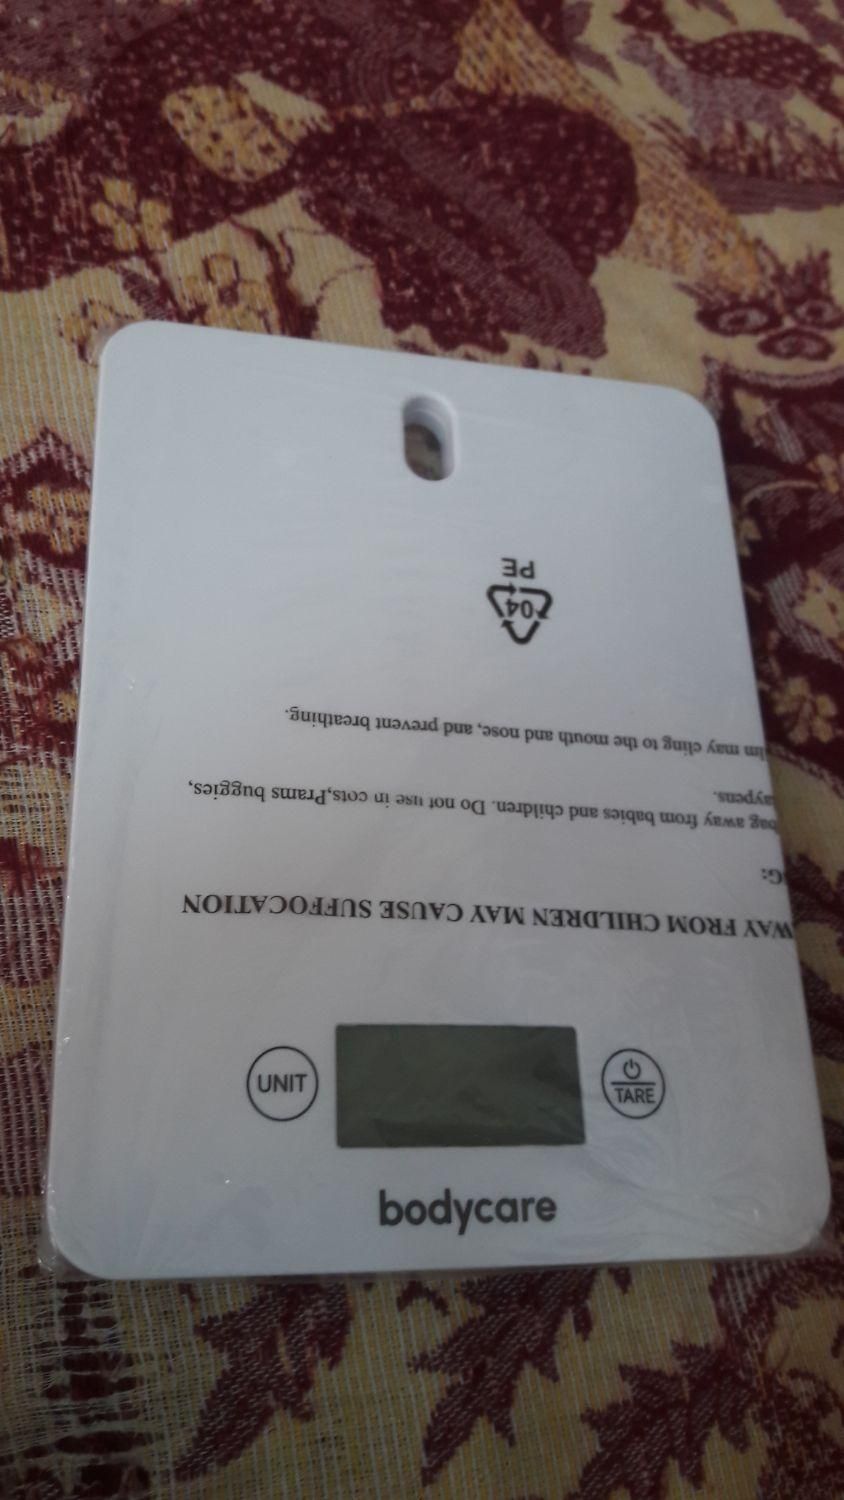 WAY FROM CHILDREN MAY CAUSE SUFFOCATION
G:
bag away from babies and children. Do not use in cots,Prams buggies,
aypens.
lm may cling to the mouth and nose, and prevent breathing.
04
PE
UNIT
TARE
bodycare